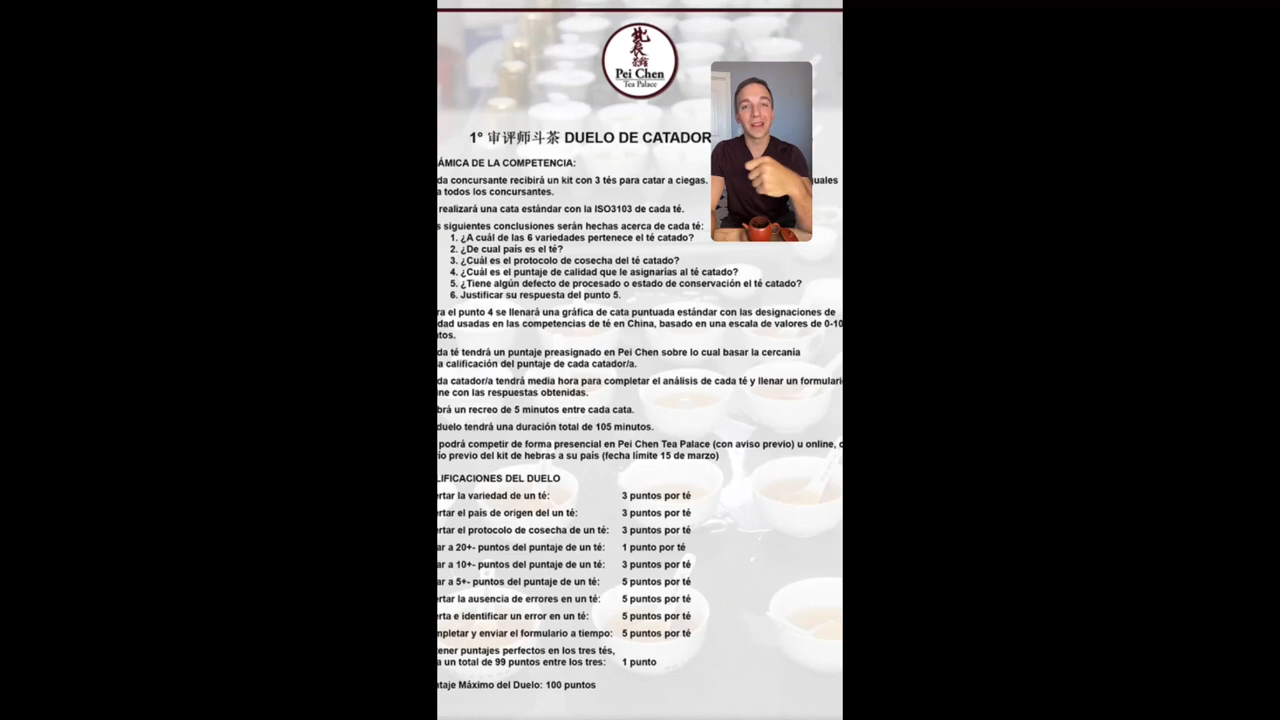 北辰籍
Pei Chen
Tea Palace
1° 审评师斗茶 DUELO DE CATADOR
ÁMICA DE LA COMPETENCIA:
da concursante recibirá un kit con 3 tés para catar a ciegas. guales
a todos los concursantes.
realizará una cata estándar con la ISO3103 de cada té.
s siguientes conclusiones serán hechas acerca de cada té:
1. ¿A cuál de las 6 variedades pertenece el té catado?
2. ¿De cual país es el té?
3. ¿Cuál es el protocolo de cosecha del té catado?
4. ¿Cuál es el puntaje de calidad que le asignarías al té catado?
5. ¿Tiene algún defecto de procesado o estado de conservación el té catado?
6. Justificar su respuesta del punto 5.
ra el punto 4 se llenará una gráfica de cata puntuada estándar con las designaciones de
dad usadas en las competencias de té en China, basado en una escala de valores de 0-10
tos.
da té tendrá un puntaje preasignado en Pei Chen sobre lo cual basar la cercanía
a calificación del puntaje de cada catador/a.
da catador/a tendrá media hora para completar el análisis de cada té y llenar un formulari
ine con las respuestas obtenidas.
brá un recreo de 5 minutos entre cada cata.
duelo tendrá una duración total de 105 minutos.
podrá competir de forma presencial en Pei Chen Tea Palace (con aviso previo) u online, c
ío previo del kit de hebras a su país (fecha límite 15 de marzo)
LIFICACIONES DEL DUELO
ertar la variedad de un té: 3 puntos por té
ertar el país de origen del un té: 3 puntos por té
ertar el protocolo de cosecha de un té: 3 puntos por té
ar a 20+- puntos del puntaje de un té: 1 punto por té
ar a 10+- puntos del puntaje de un té: 3 puntos por té
ar a 5+- puntos del puntaje de un té: 5 puntos por té
ertar la ausencia de errores en un té: 5 puntos por té
erta e identificar un error en un té: 5 puntos por té
mpletar y enviar el formulario a tiempo: 5 puntos por té
tener puntajes perfectos en los tres tés,
a un total de 99 puntos entre los tres: 1 punto
ntaje Máximo del Duelo: 100 puntos